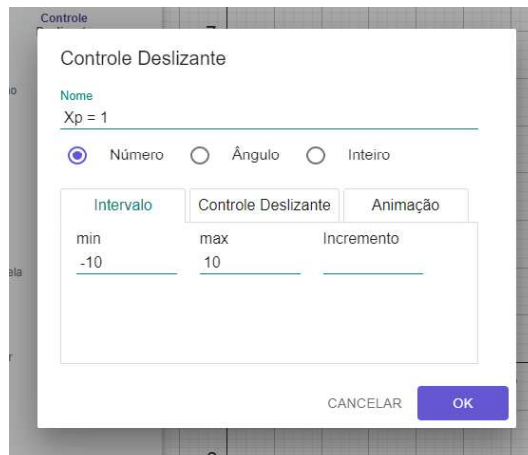 Controle
Controle Deslizante
Nome
Xp = 1
Número Ângulo Inteiro
Intervalo Controle Deslizante Animação
min max Incremento
-10 10
CANCELAR OK